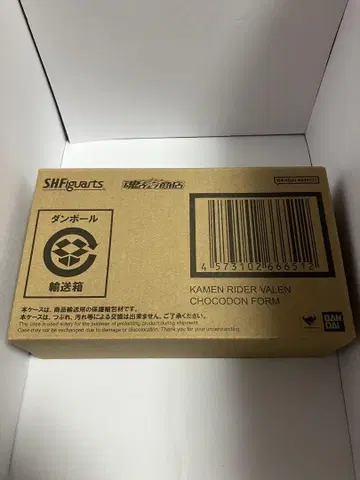 S.H.Figuarts
魂ウェブ商店
ダンボール
輸送箱
4 573102 666512
KAMEN RIDER VALEN
CHOCODON FORM
本ケースは、商品輸送用の保護梱包材です。
本ケースは、つぶれ、汚れ等による交換は出来ません。ご了承ください。
This case is used solely for the purpose of protecting product during shipment.
Case may not be exchanged due to damage or discoloration. Thank you for your understanding.
BAN
DAI